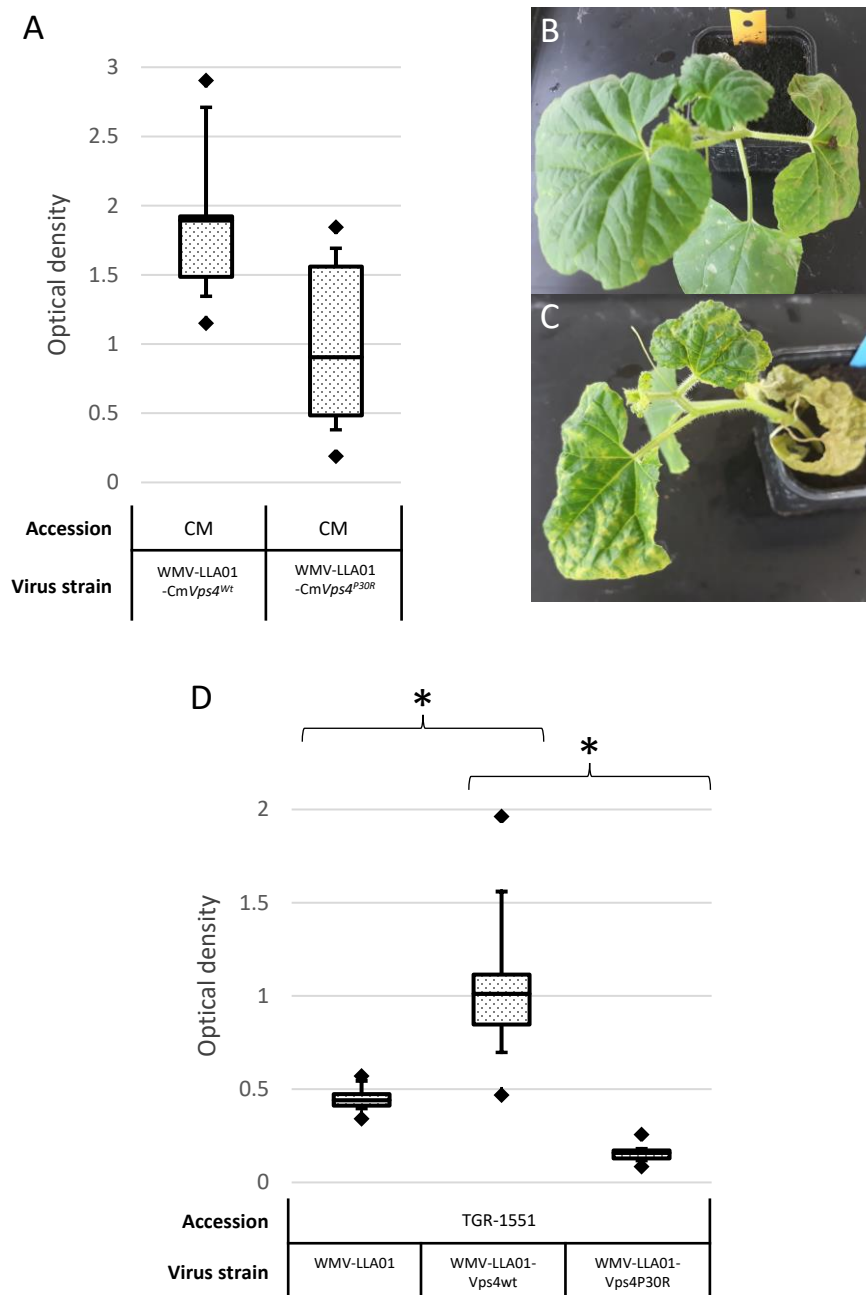 A
3
2.5
2
1.5
1
0.5
0
Optical density
Accession
CM
CM
Virus strain
WMV-LLA01
-CmVps4Wt
WMV-LLA01
-CmVps4P30R
B
C
D
*
*
2
1.5
1
0.5
0
Optical density
Accession
TGR-1551
Virus strain
WMV-LLA01
WMV-LLA01-
Vps4wt
WMV-LLA01-
Vps4P30R